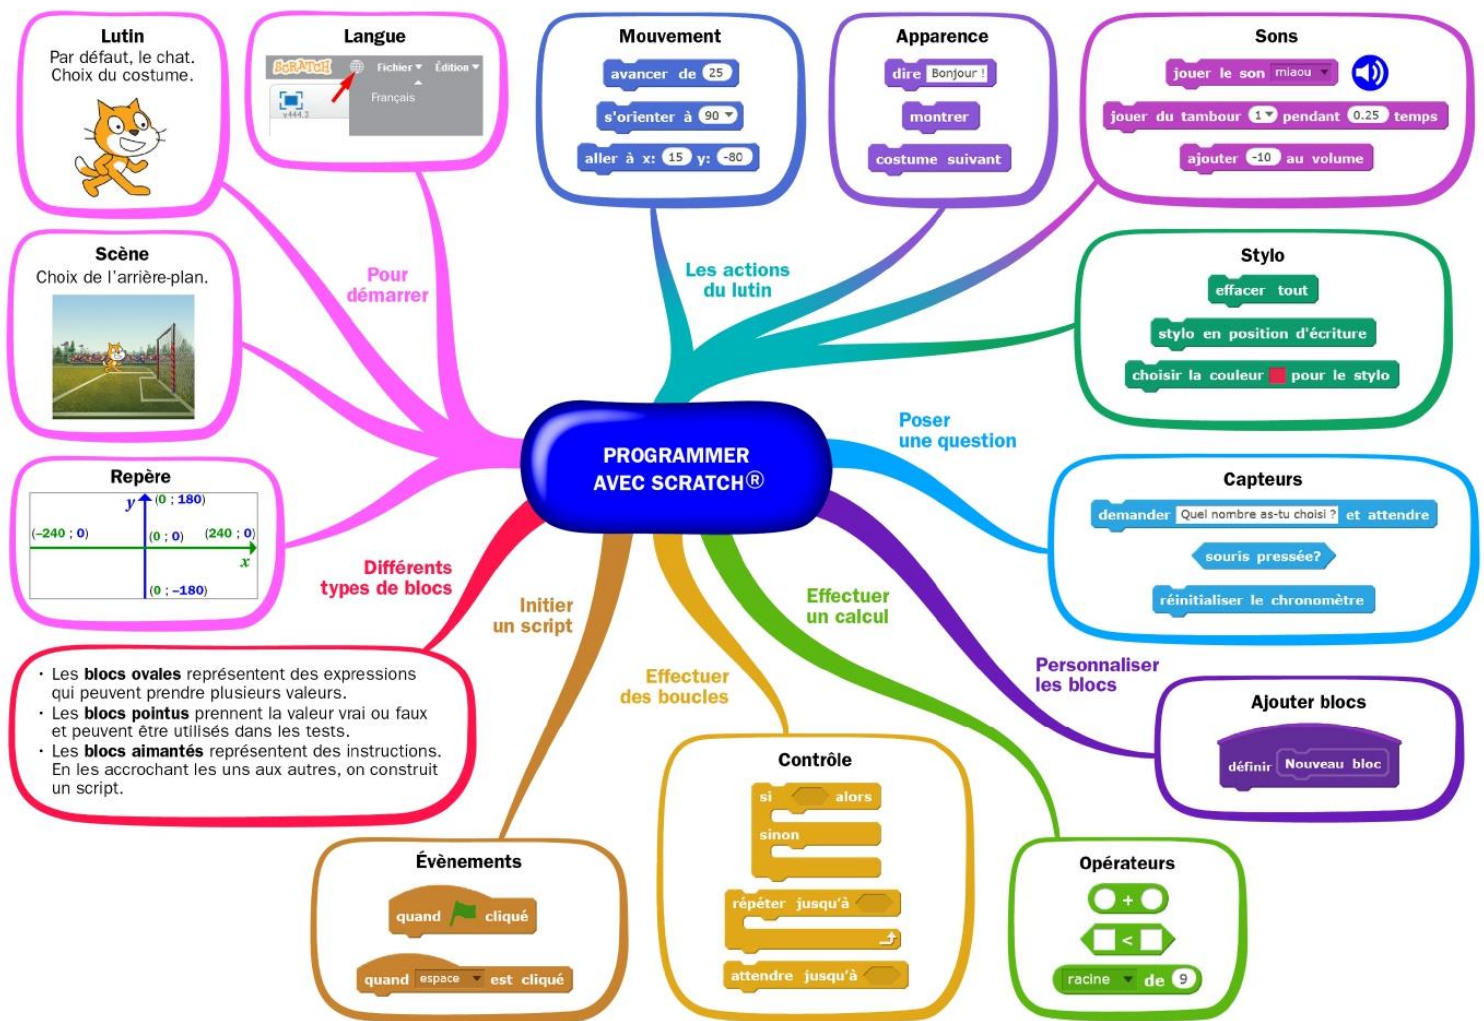 Lutin
Par défaut, le chat.
Choix du costume.
Langue
SCRATCH Fichier Édition
Français
v444.3
Mouvement
avancer de 25
s'orienter à 90
aller à x: 15 y: -80
Apparence
dire Bonjour !
montrer
costume suivant
Sons
jouer le son miaou
jouer du tambour 1 pendant 0.25 temps
ajouter -10 au volume
Scène
Choix de l'arrière-plan.
Pour
démarrer
Les actions
du lutin
Stylo
effacer tout
stylo en position d'écriture
choisir la couleur pour le stylo
PROGRAMMER
AVEC SCRATCH®
Poser
une question
Repère
y (0 ; 180)
(–240 ; 0) (0 ; 0) (240 ; 0)
x
(0 ; –180)
Capteurs
demander Quel nombre as-tu choisi ? et attendre
souris pressée?
réinitialiser le chronomètre
Différents
types de blocs
Initier
un script
Effectuer
un calcul
Effectuer
des boucles
Personnaliser
les blocs
• Les blocs ovales représentent des expressions
qui peuvent prendre plusieurs valeurs.
• Les blocs pointus prennent la valeur vrai ou faux
et peuvent être utilisés dans les tests.
• Les blocs aimantés représentent des instructions.
En les accrochant les uns aux autres, on construit
un script.
Ajouter blocs
définir Nouveau bloc
Contrôle
si alors
sinon
répéter jusqu'à
attendre jusqu'à
Évènements
quand cliqué
quand espace est cliqué
Opérateurs
+
<
racine de 9